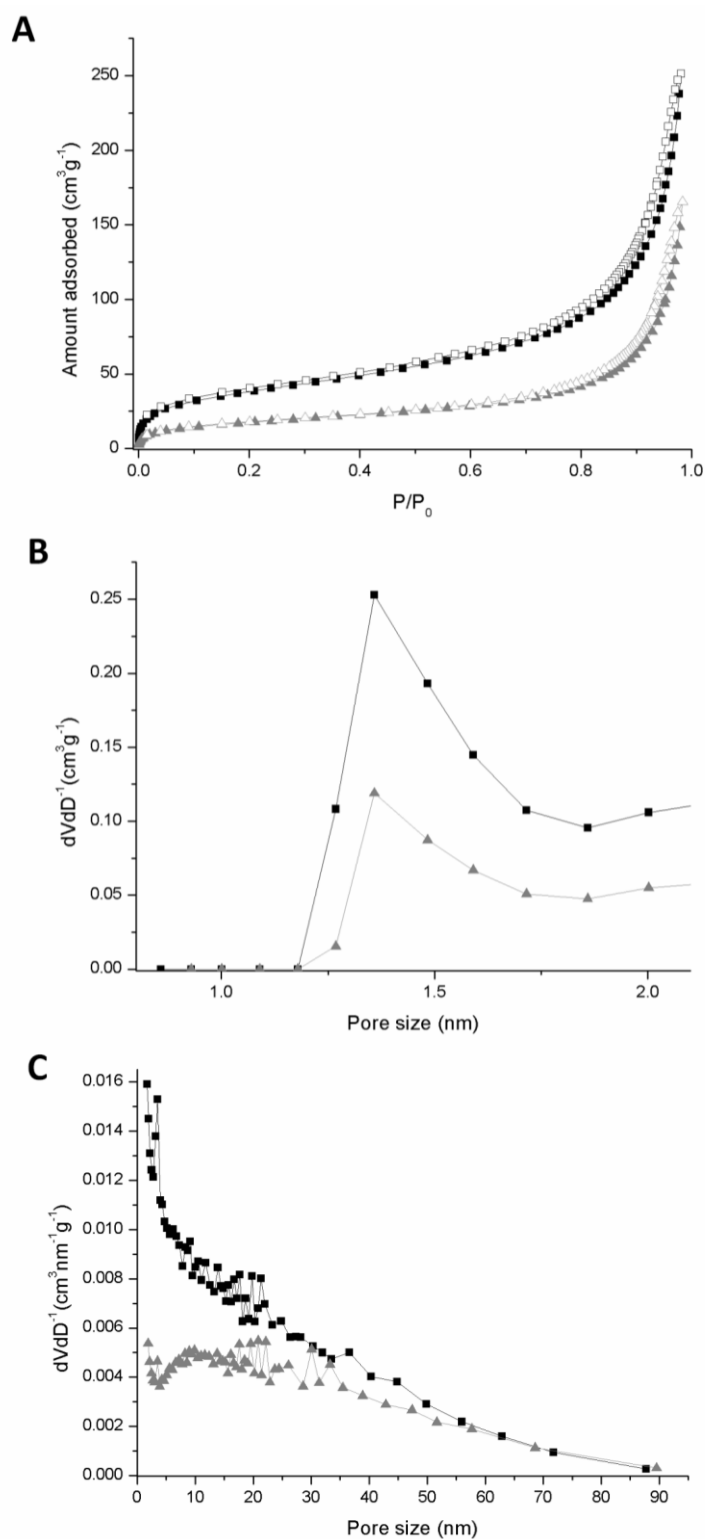 A
Amount adsorbed (cm³g⁻¹)
250
200
150
100
50
0
0.0 0.2 0.4 0.6 0.8 1.0
P/P₀
B
dVdD⁻¹(cm³g⁻¹)
0.25
0.20
0.15
0.10
0.05
0.00
1.0 1.5 2.0
Pore size (nm)
C
dVdD⁻¹(cm³nm⁻¹g⁻¹)
0.016
0.014
0.012
0.010
0.008
0.006
0.004
0.002
0.000
0 10 20 30 40 50 60 70 80 90
Pore size (nm)